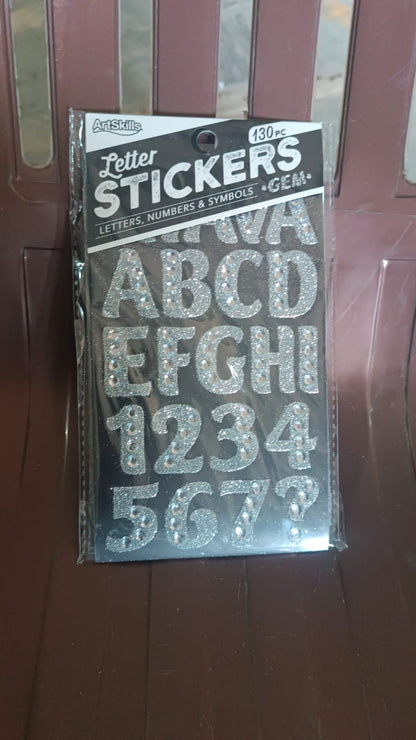 ArtSkills
130 PC
Letter
STICKERS
•GEM•
LETTERS, NUMBERS & SYMBOLS
ABCD
EFGHI
1234
567?